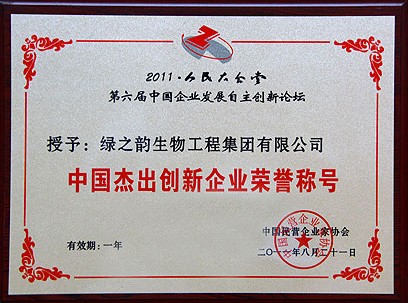 2011·人民大会堂
第六届中国企业发展自主创新论坛
授予：绿之韵生物工程集团有限公司
中国杰出创新企业荣誉称号
中国民营企业家协会
有效期：一年
二〇一一年八月二十一日